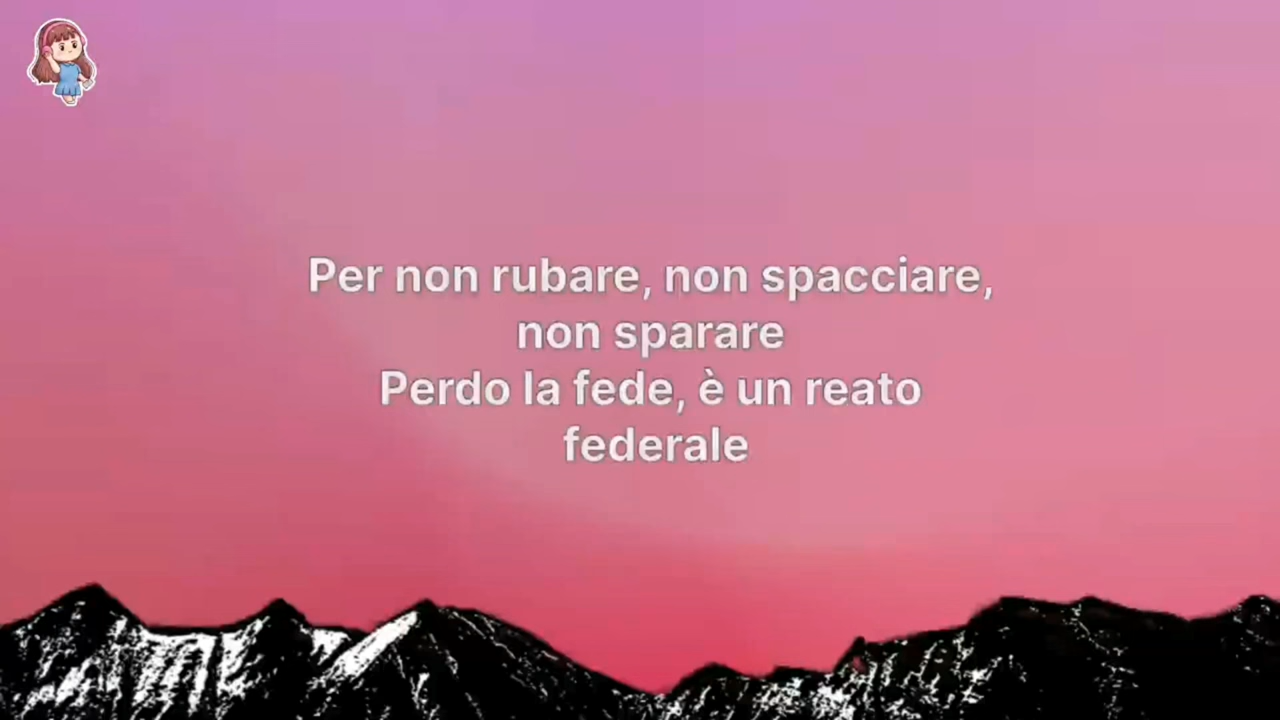 Per non rubare, non spacciare,
non sparare
Perdo la fede, è un reato
federale